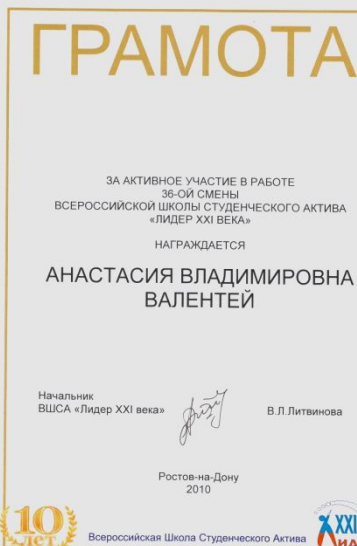 ГРАМОТА
ЗА АКТИВНОЕ УЧАСТИЕ В РАБОТЕ
36-ОЙ СМЕНЫ
ВСЕРОССИЙСКОЙ ШКОЛЫ СТУДЕНЧЕСКОГО АКТИВА
«ЛИДЕР XXI ВЕКА»
НАГРАЖДАЕТСЯ
АНАСТАСИЯ ВЛАДИМИРОВНА
ВАЛЕНТЕЙ
Начальник
ВШСА «Лидер XXI века»
В.Л.Литвинова
Ростов-на-Дону
2010
10
лет
Всероссийская Школа Студенческого Актива
XXI